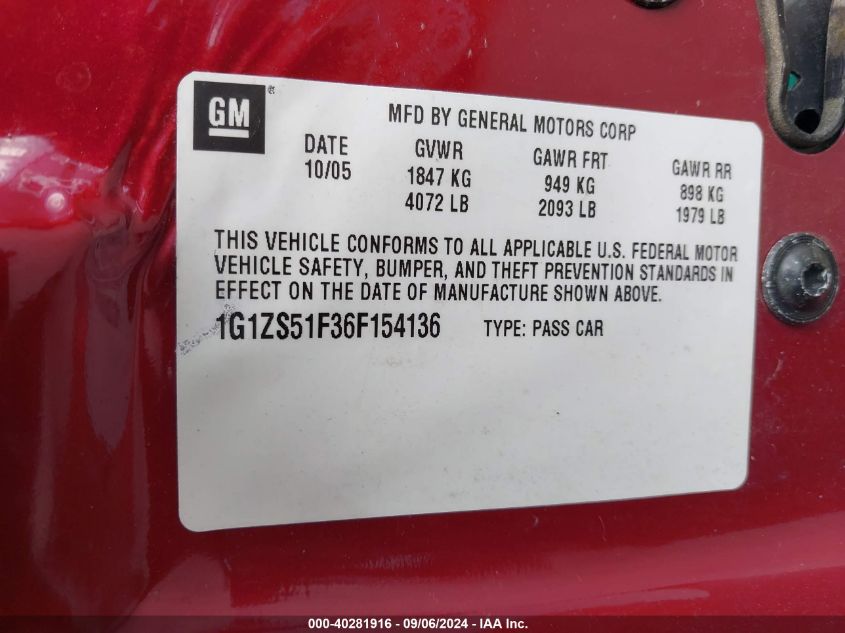 GM ®
MFD BY GENERAL MOTORS CORP
DATE GVWR GAWR FRT GAWR RR
10/05 1847 KG 949 KG 898 KG
4072 LB 2093 LB 1979 LB
THIS VEHICLE CONFORMS TO ALL APPLICABLE U.S. FEDERAL MOTOR
VEHICLE SAFETY, BUMPER, AND THEFT PREVENTION STANDARDS IN
EFFECT ON THE DATE OF MANUFACTURE SHOWN ABOVE.
1G1ZS51F36F154136 TYPE: PASS CAR
000-40281916 - 09/06/2024 - IAA Inc.